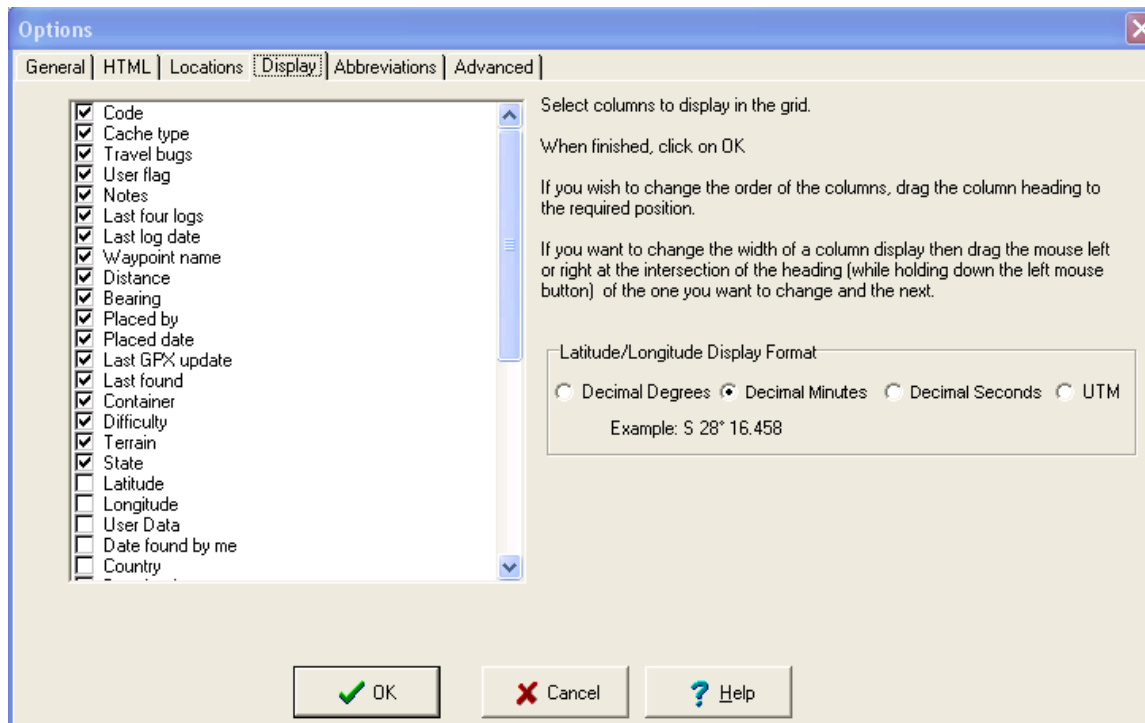 Options
General
HTML
Locations
Display
Abbreviations
Advanced
Code
Cache type
Travel bugs
User flag
Notes
Last four logs
Last log date
Waypoint name
Distance
Bearing
Placed by
Placed date
Last GPX update
Last found
Container
Difficulty
Terrain
State
Latitude
Longitude
User Data
Date found by me
Country
Select columns to display in the grid.
When finished, click on OK
If you wish to change the order of the columns, drag the column heading to
the required position.
If you want to change the width of a column display then drag the mouse left
or right at the intersection of the heading (while holding down the left mouse
button)  of the one you want to change and the next.
Latitude/Longitude Display Format
Decimal Degrees
Decimal Minutes
Decimal Seconds
UTM
Example: S 28° 16.458
OK
Cancel
Help